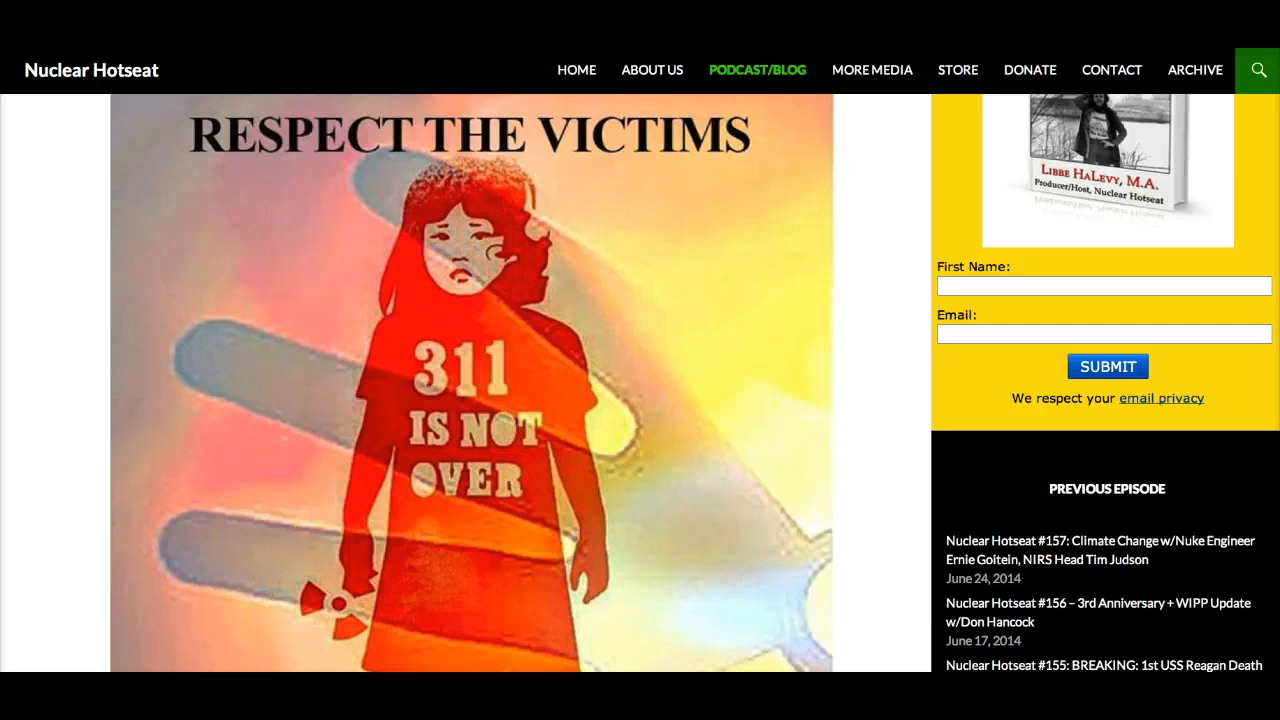 Nuclear Hotseat
HOME ABOUT US PODCAST/BLOG MORE MEDIA STORE DONATE CONTACT ARCHIVE
RESPECT THE VICTIMS
311
IS NOT
OVER
LIBBE HALEVY, M.A.
Producer/Host, Nuclear Hotseat
First Name:
Email:
SUBMIT
We respect your email privacy
PREVIOUS EPISODE
Nuclear Hotseat #157: Climate Change w/Nuke Engineer
Ernie Goitein, NIRS Head Tim Judson
June 24, 2014
Nuclear Hotseat #156 – 3rd Anniversary + WIPP Update
w/Don Hancock
June 17, 2014
Nuclear Hotseat #155: BREAKING: 1st USS Reagan Death